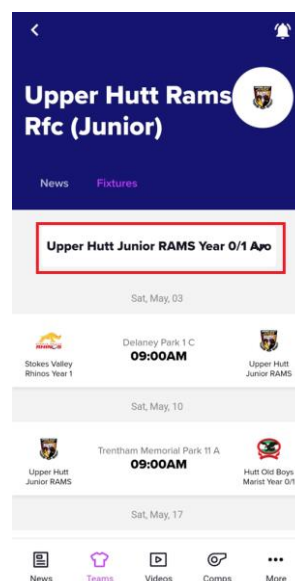 Upper Hutt Rams
Rfc (Junior)
News Fixtures
Upper Hutt Junior RAMS Year 0/1
Sat, May, 03
Delaney Park 1 C
09:00AM
Stokes Valley
Rhinos Year 1
Upper Hutt
Junior RAMS
Sat, May, 10
Trentham Memorial Park 11 A
09:00AM
Upper Hutt
Junior RAMS
Hutt Old Boys
Marist Year 0/1
Sat, May, 17
News Teams Videos Comps More